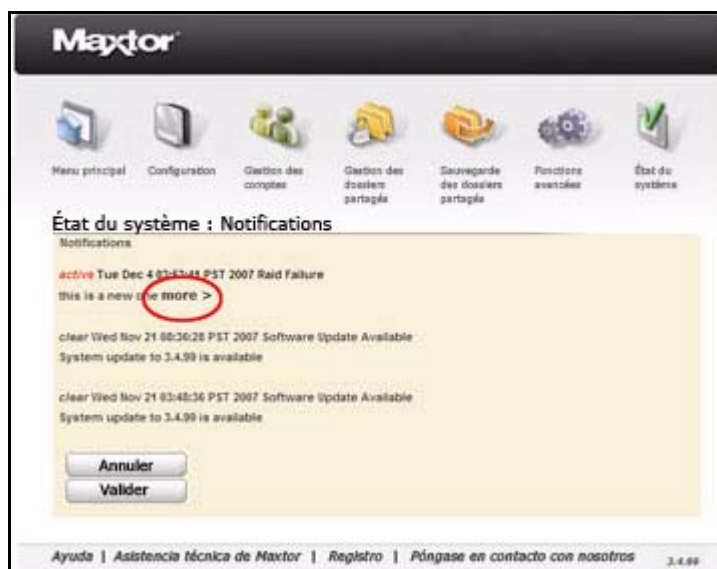 Maxtor
Menu principal
Configuration
Gestion des comptes
Gestion des dossiers partagés
Sauvegarde des dossiers partagés
Fonctions avancées
État du système
État du système : Notifications
Notifications
active Tue Dec 4 03:53:41 PST 2007 Raid Failure
this is a new one more >
clear Wed Nov 21 08:36:28 PST 2007 Software Update Available
System update to 3.4.99 is available
clear Wed Nov 21 03:48:36 PST 2007 Software Update Available
System update to 3.4.99 is available
Annuler
Valider
Ayuda | Asistencia técnica de Maxtor | Registro | Póngase en contacto con nosotros 3.4.99